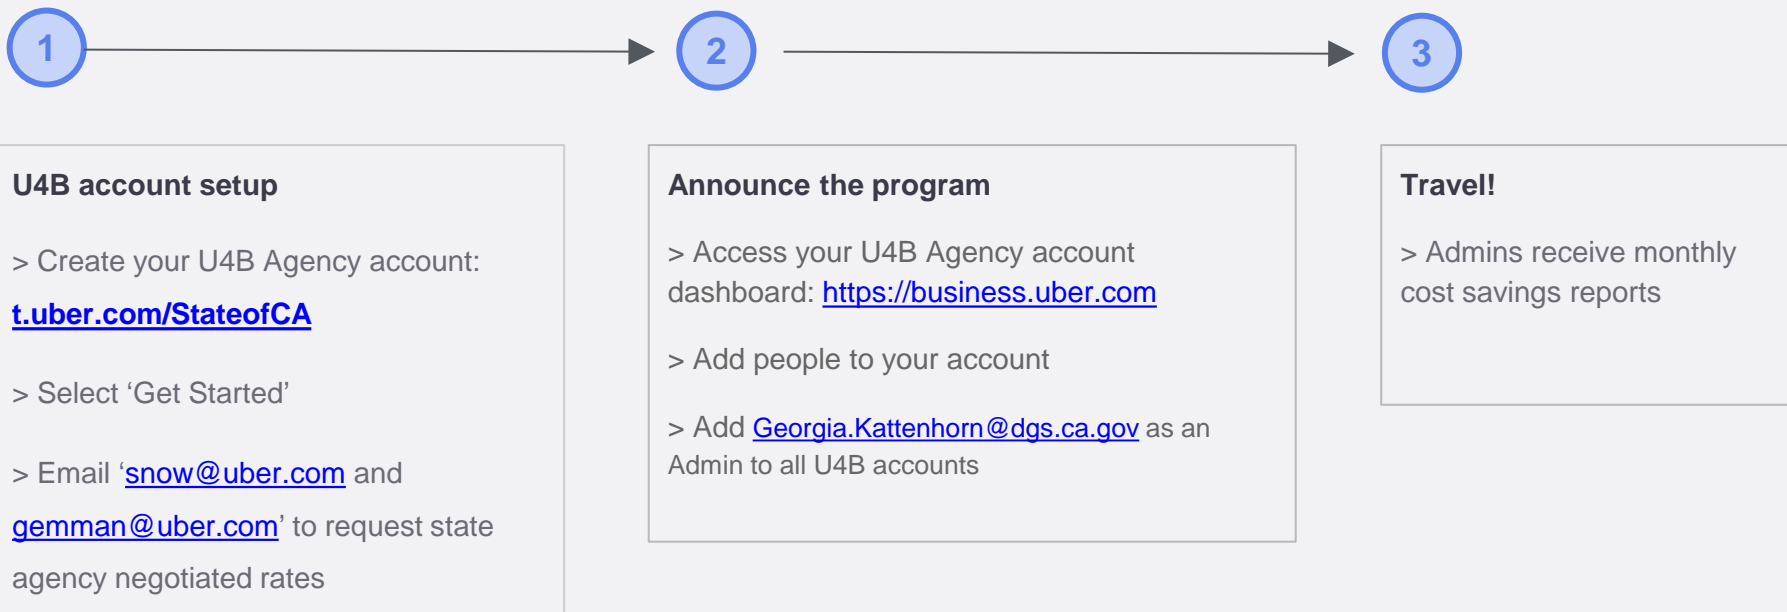 1
2
3
U4B account setup
> Create your U4B Agency account:
t.uber.com/StateofCA
> Select ‘Get Started’
> Email ‘snow@uber.com and
gemman@uber.com’ to request state
agency negotiated rates
Announce the program
> Access your U4B Agency account
dashboard: https://business.uber.com
> Add people to your account
> Add Georgia.Kattenhorn@dgs.ca.gov as an
Admin to all U4B accounts
Travel!
> Admins receive monthly
cost savings reports